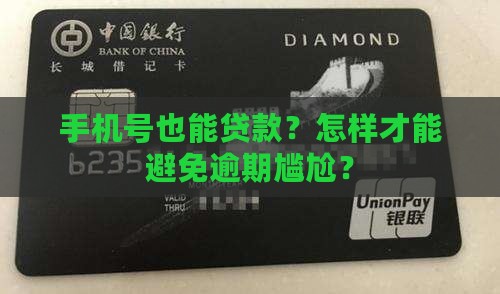 中国银行
BANK OF CHINA
长城借记卡
DIAMOND
手机号也能贷款？怎样才能
避免逾期尴尬？
6235
VALID
THRU
UnionPay
银联